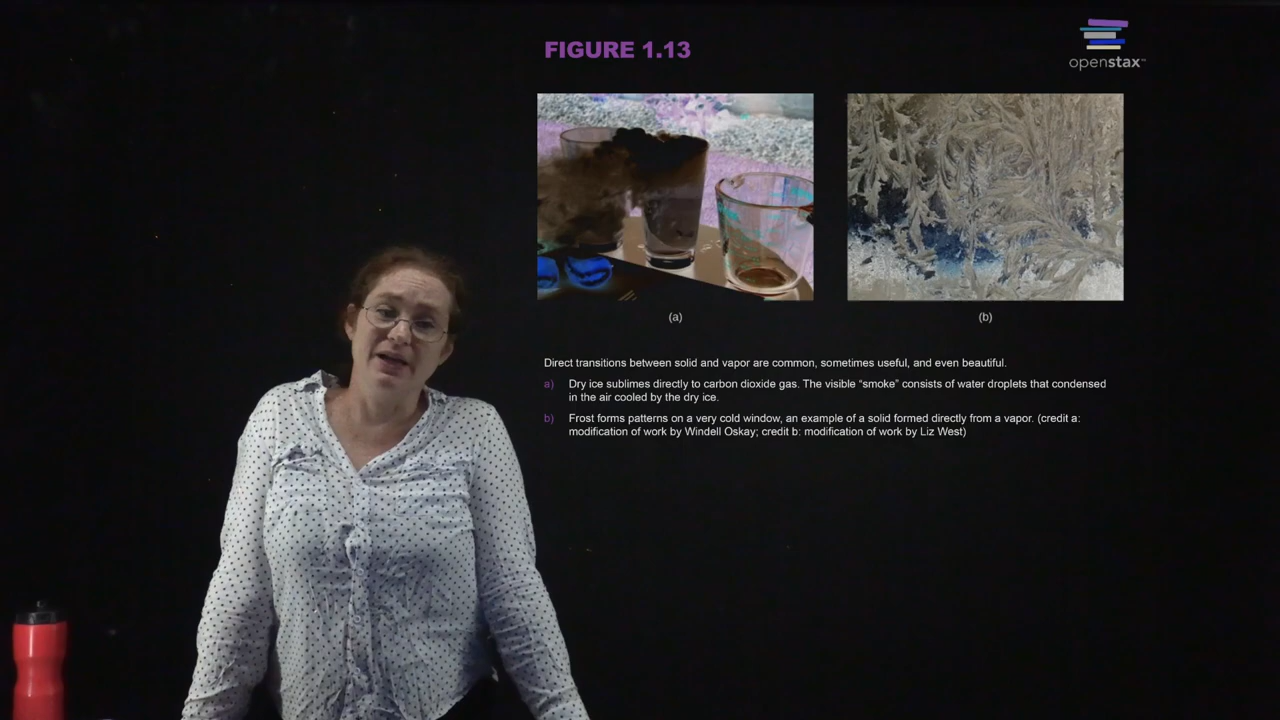 FIGURE 1.13
openstax™
(a)
(b)
Direct transitions between solid and vapor are common, sometimes useful, and even beautiful.
a) Dry ice sublimes directly to carbon dioxide gas. The visible “smoke” consists of water droplets that condensed
in the air cooled by the dry ice.
b) Frost forms patterns on a very cold window, an example of a solid formed directly from a vapor. (credit a:
modification of work by Windell Oskay; credit b: modification of work by Liz West)